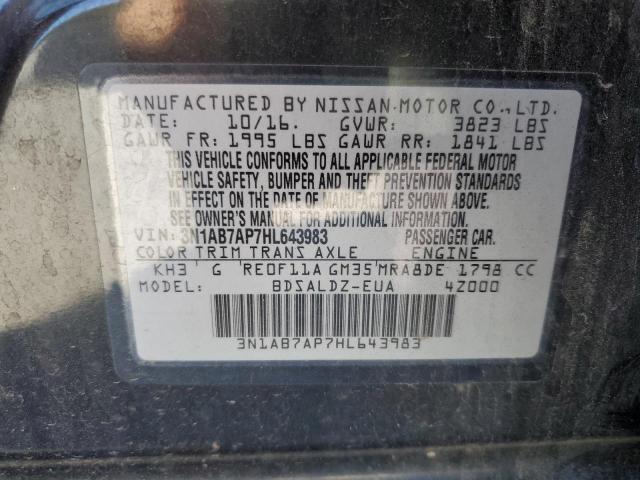 MANUFACTURED BY NISSAN MOTOR CO.,LTD.
DATE: 10/16. GVWR: 3823 LBS
GAWR FR: 1995 LBS GAWR RR: 1841 LBS
THIS VEHICLE CONFORMS TO ALL APPLICABLE FEDERAL MOTOR
VEHICLE SAFETY, BUMPER AND THEFT PREVENTION STANDARDS
IN EFFECT ON THE DATE OF MANUFACTURE SHOWN ABOVE.
SEE OWNER'S MANUAL FOR ADDITIONAL INFORMATION.
VIN: 3N1AB7AP7HL643983 PASSENGER CAR.
COLOR TRIM TRANS AXLE ENGINE
KH3 G RE0F11A GM35 MRA8DE 1798 CC
MODEL: BDSALDZ-EUA 4Z000
3N1AB7AP7HL643983